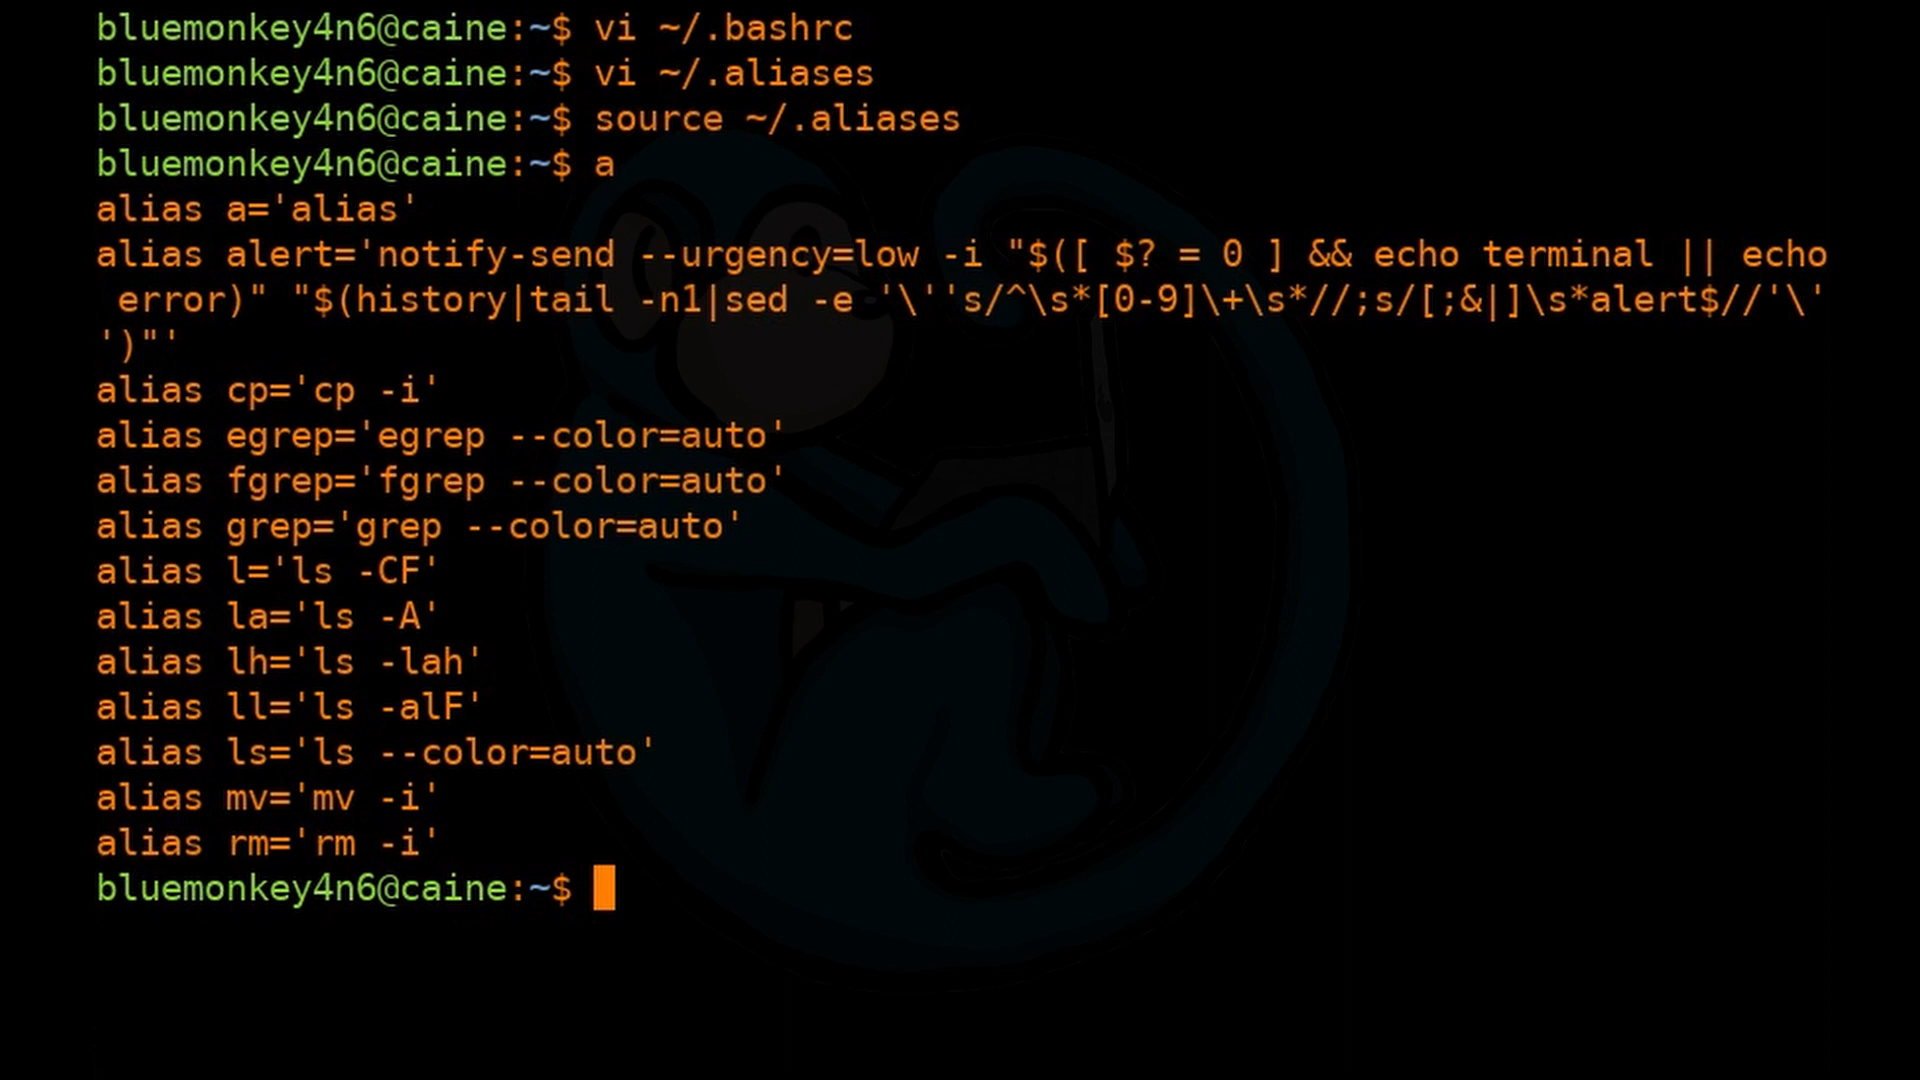 bluemonkey4n6@caine:~$ vi ~/.bashrc
bluemonkey4n6@caine:~$ vi ~/.aliases
bluemonkey4n6@caine:~$ source ~/.aliases
bluemonkey4n6@caine:~$ a
alias a='alias'
alias alert='notify-send --urgency=low -i "$([ $? = 0 ] && echo terminal || echo
 error)" "$(history|tail -n1|sed -e '\''s/^\s*[0-9]\+\s*//;s/[;&|]\s*alert$//'\'
')"'
alias cp='cp -i'
alias egrep='egrep --color=auto'
alias fgrep='fgrep --color=auto'
alias grep='grep --color=auto'
alias l='ls -CF'
alias la='ls -A'
alias lh='ls -lah'
alias ll='ls -alF'
alias ls='ls --color=auto'
alias mv='mv -i'
alias rm='rm -i'
bluemonkey4n6@caine:~$